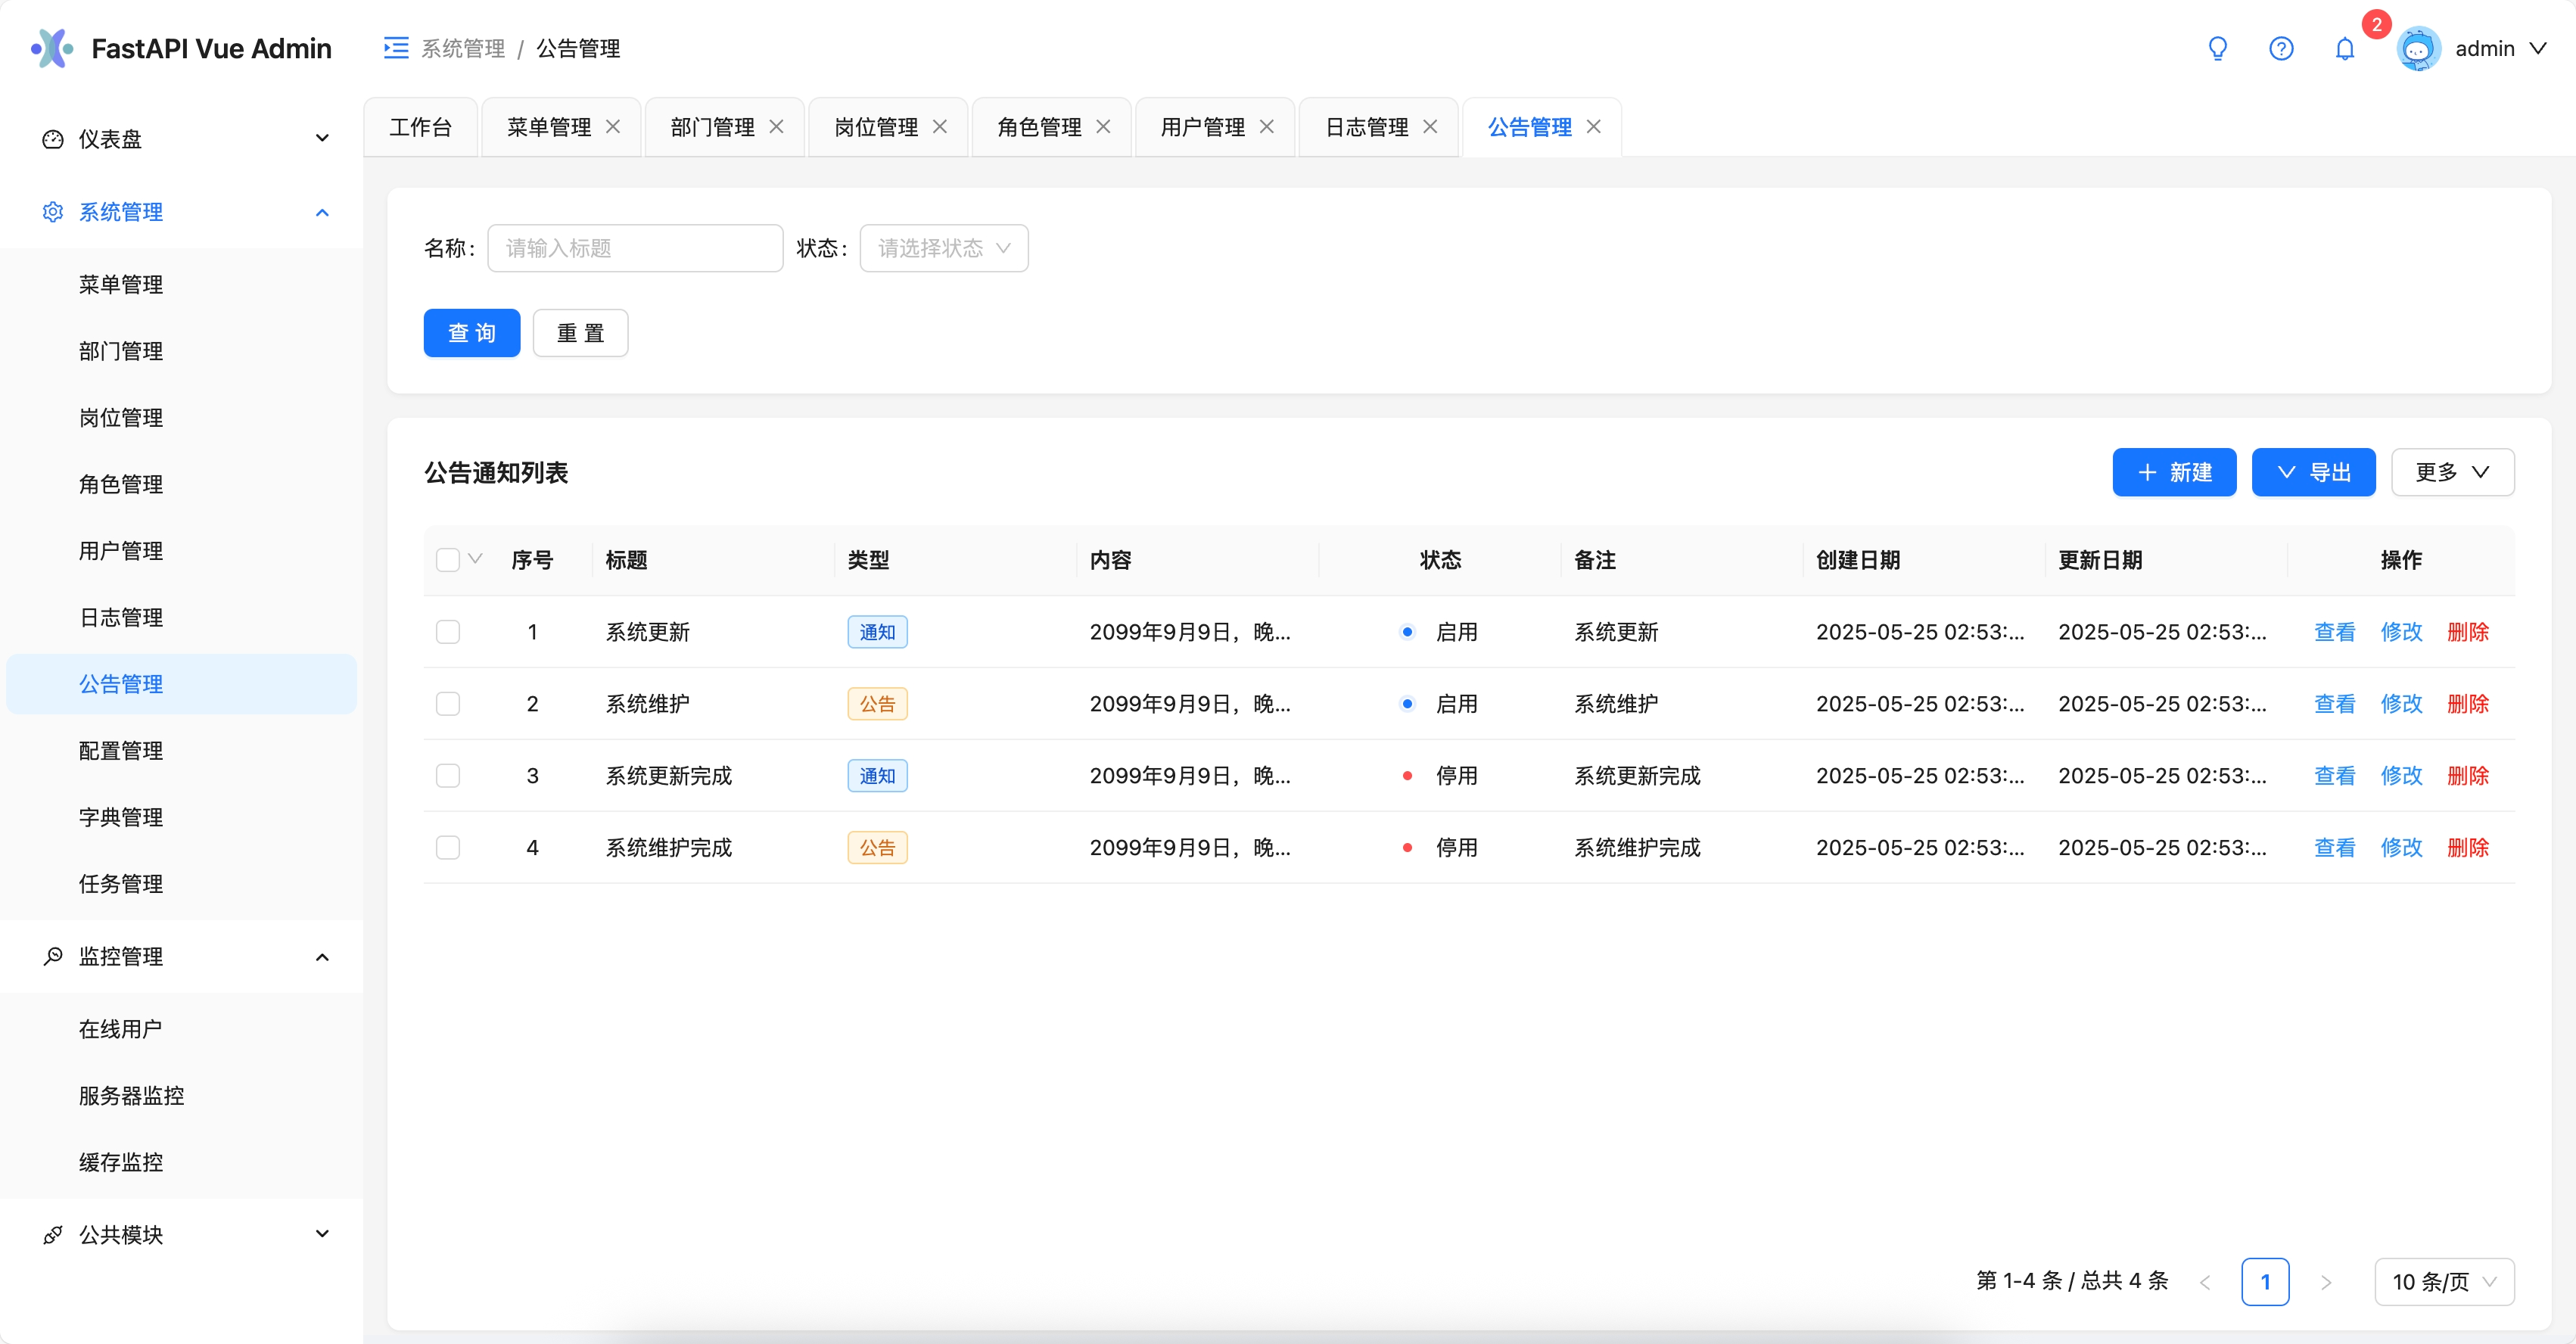 FastAPI Vue Admin
系统管理 / 公告管理
2
admin
仪表盘
系统管理
菜单管理
部门管理
岗位管理
角色管理
用户管理
日志管理
公告管理
配置管理
字典管理
任务管理
监控管理
在线用户
服务器监控
缓存监控
公共模块
工作台 菜单管理 部门管理 岗位管理 角色管理 用户管理 日志管理 公告管理
名称： 请输入标题 状态： 请选择状态
查 询 重 置
公告通知列表 新建 导出 更多
序号 标题 类型 内容 状态 备注 创建日期 更新日期 操作
1 系统更新 通知 2099年9月9日，晚... 启用 系统更新 2025-05-25 02:53:... 2025-05-25 02:53:... 查看 修改 删除
2 系统维护 公告 2099年9月9日，晚... 启用 系统维护 2025-05-25 02:53:... 2025-05-25 02:53:... 查看 修改 删除
3 系统更新完成 通知 2099年9月9日，晚... 停用 系统更新完成 2025-05-25 02:53:... 2025-05-25 02:53:... 查看 修改 删除
4 系统维护完成 公告 2099年9月9日，晚... 停用 系统维护完成 2025-05-25 02:53:... 2025-05-25 02:53:... 查看 修改 删除
第 1-4 条 / 总共 4 条 < 1 > 10 条/页